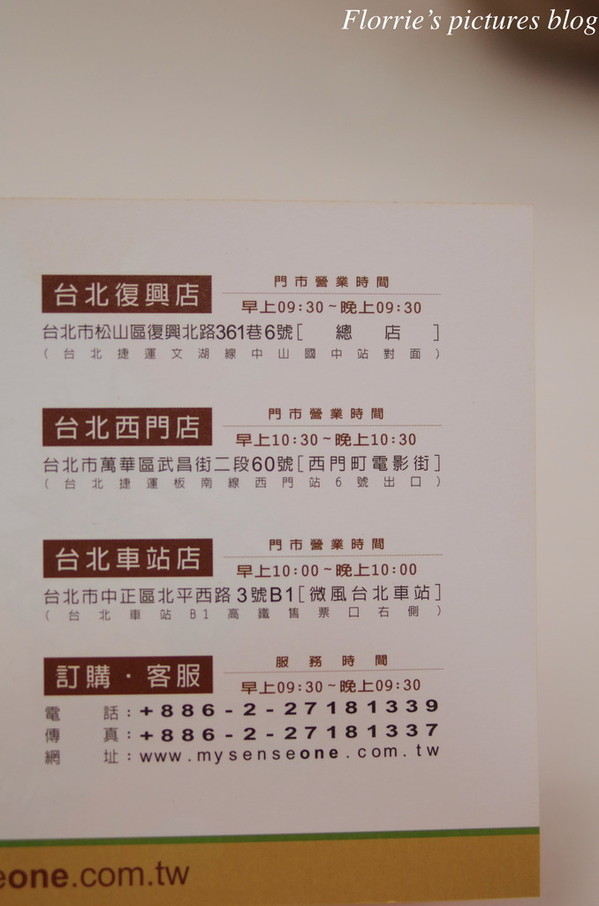 Florrie's pictures blog
台北復興店
門市營業時間
早上09:30~晚上09:30
台北市松山區復興北路361巷6號[總店]
(台北捷運文湖線中山國中站對面)
台北西門店
門市營業時間
早上10:30~晚上10:30
台北市萬華區武昌街二段60號[西門町電影街]
(台北捷運板南線西門站6號出口)
台北車站店
門市營業時間
早上10:00~晚上10:00
台北市中正區北平西路3號B1[微風台北車站]
(台北車站B1高鐵售票口右側)
訂購·客服
服務時間
早上09:30~晚上09:30
電話:+886-2-27181339
傳真:+886-2-27181337
網址:www.mysenseone.com.tw
eone.com.tw